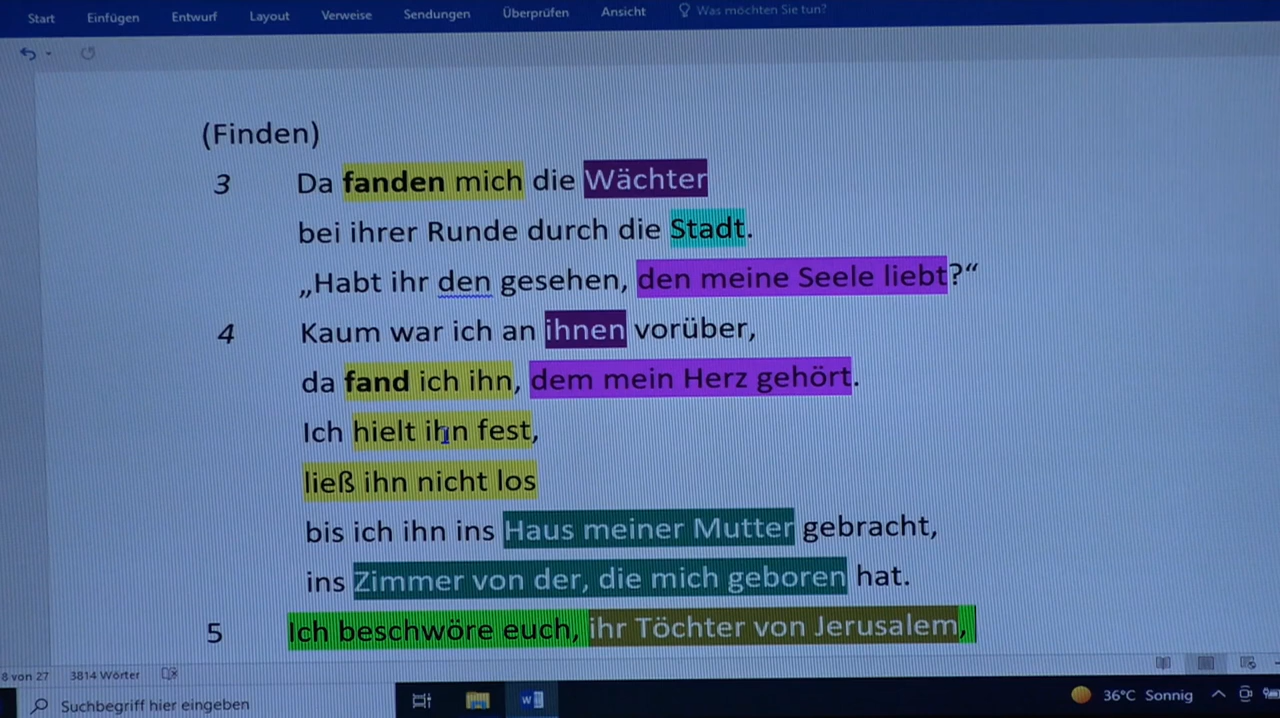 Start Einfügen Entwurf Layout Verweise Sendungen Überprüfen Ansicht Was möchten Sie tun?
(Finden)
3 Da fanden mich die Wächter
bei ihrer Runde durch die Stadt.
„Habt ihr den gesehen, den meine Seele liebt?“
4 Kaum war ich an ihnen vorüber,
da fand ich ihn, dem mein Herz gehört.
Ich hielt ihn fest,
ließ ihn nicht los
bis ich ihn ins Haus meiner Mutter gebracht,
ins Zimmer von der, die mich geboren hat.
5 Ich beschwöre euch, ihr Töchter von Jerusalem,
8 von 27 3814 Wörter
Suchbegriff hier eingeben 36°C Sonnig